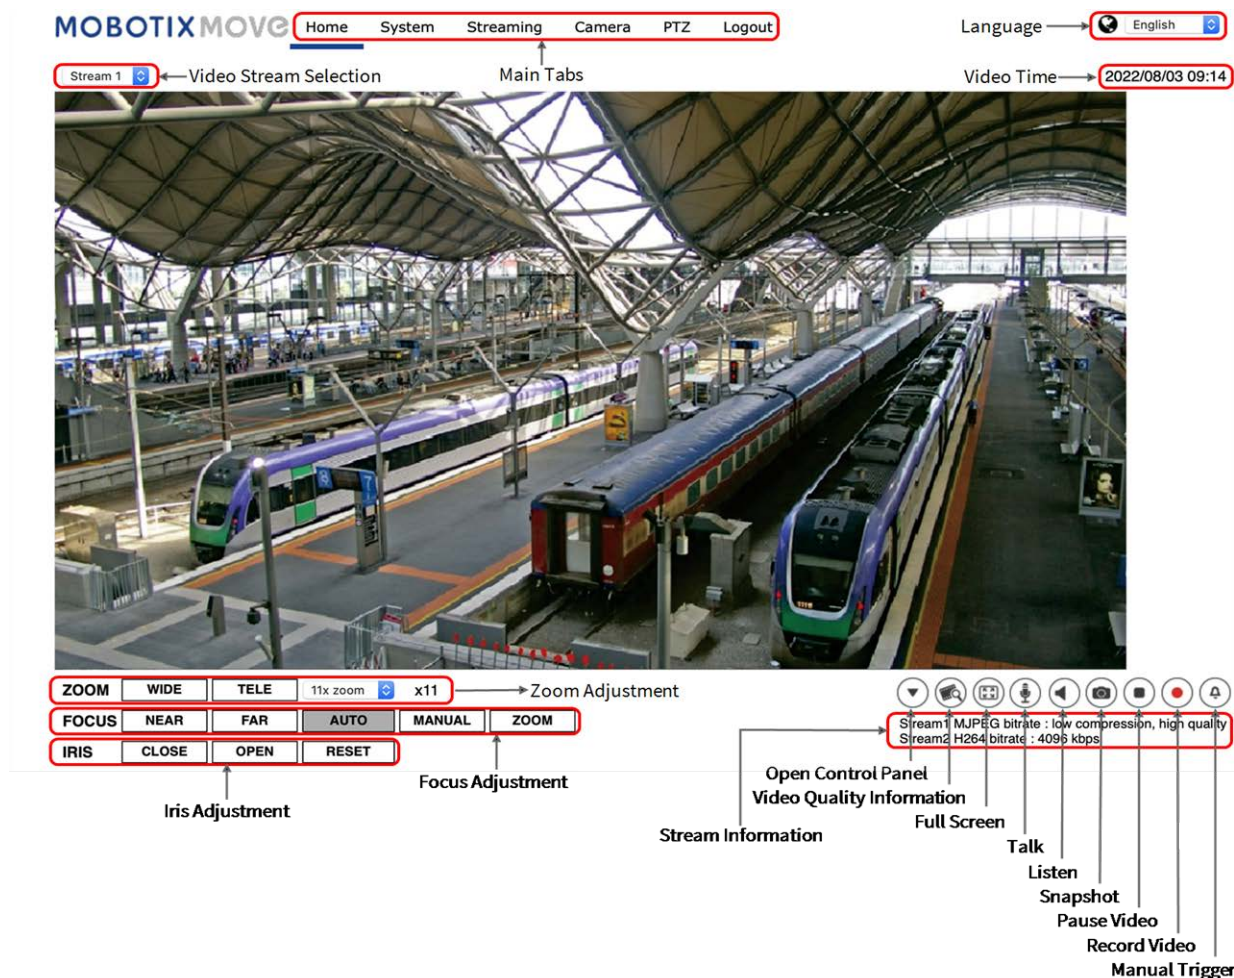 MOBOTIX MOVE
Home System Streaming Camera PTZ Logout
Language
English
Stream 1
Video Stream Selection
Main Tabs
Video Time
2022/08/03 09:14
ZOOM WIDE TELE 11x zoom x11
Zoom Adjustment
FOCUS NEAR FAR AUTO MANUAL ZOOM
IRIS CLOSE OPEN RESET
Stream1 MJPEG bitrate : low compression, high quality
Stream2 H264 bitrate : 4096 kbps
Focus Adjustment
Iris Adjustment
Open Control Panel
Video Quality Information
Full Screen
Stream Information
Talk
Listen
Snapshot
Pause Video
Record Video
Manual Trigger